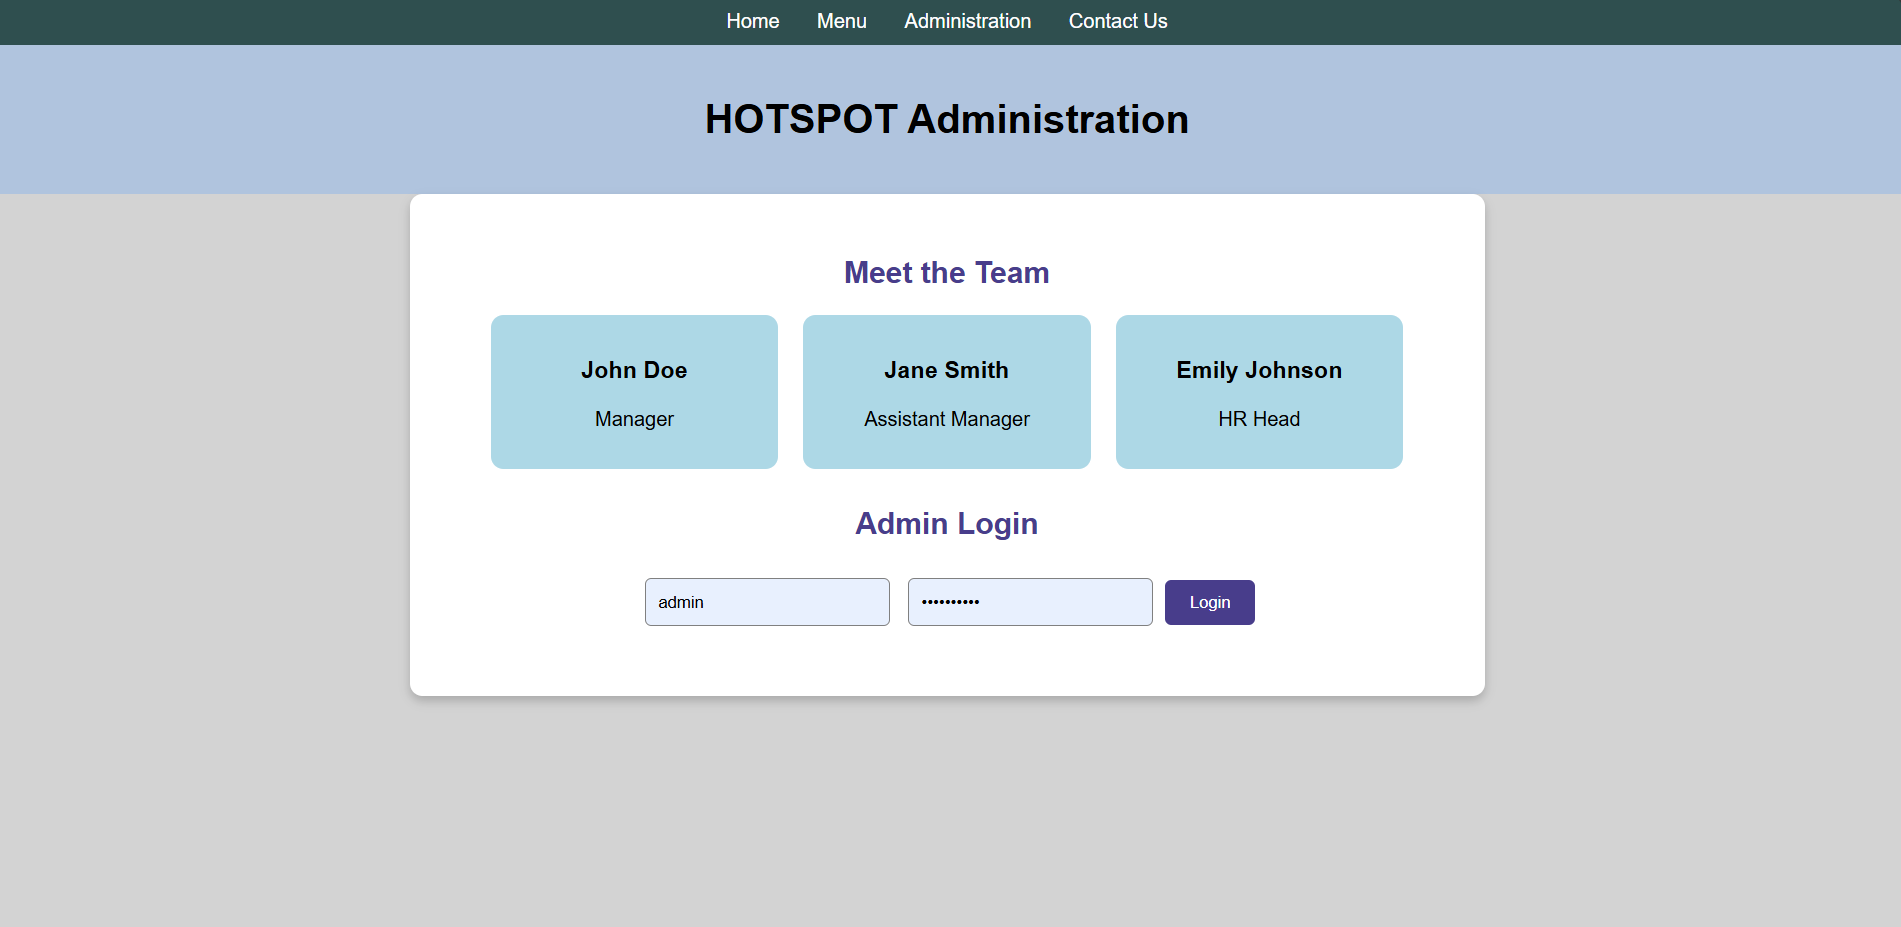 Home Menu Administration Contact Us
HOTSPOT Administration
Meet the Team
John Doe
Manager
Jane Smith
Assistant Manager
Emily Johnson
HR Head
Admin Login
admin
••••••••••
Login